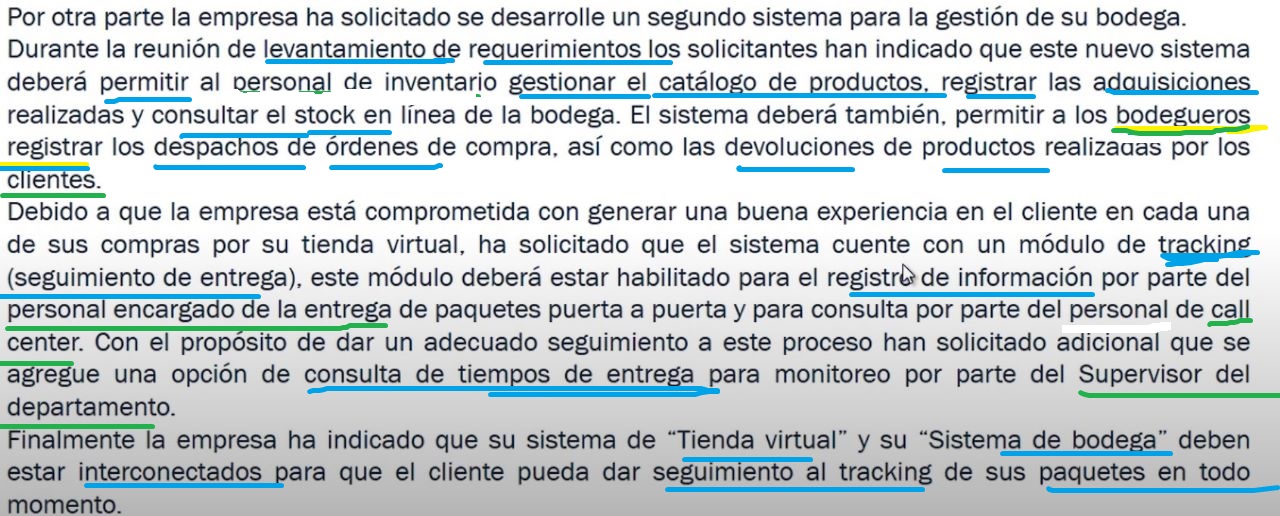 Por otra parte la empresa ha solicitado se desarrolle un segundo sistema para la gestión de su bodega.
Durante la reunión de levantamiento de requerimientos los solicitantes han indicado que este nuevo sistema
deberá permitir al personal de inventario gestionar el catálogo de productos, registrar las adquisiciones
realizadas y consultar el stock en línea de la bodega. El sistema deberá también, permitir a los bodegueros
registrar los despachos de órdenes de compra, así como las devoluciones de productos realizadas por los
clientes.
Debido a que la empresa está comprometida con generar una buena experiencia en el cliente en cada una
de sus compras por su tienda virtual, ha solicitado que el sistema cuente con un módulo de tracking
(seguimiento de entrega), este módulo deberá estar habilitado para el registro de información por parte del
personal encargado de la entrega de paquetes puerta a puerta y para consulta por parte del personal de call
center. Con el propósito de dar un adecuado seguimiento a este proceso han solicitado adicional que se
agregue una opción de consulta de tiempos de entrega para monitoreo por parte del Supervisor del
departamento.
Finalmente la empresa ha indicado que su sistema de “Tienda virtual” y su “Sistema de bodega” deben
estar interconectados para que el cliente pueda dar seguimiento al tracking de sus paquetes en todo
momento.